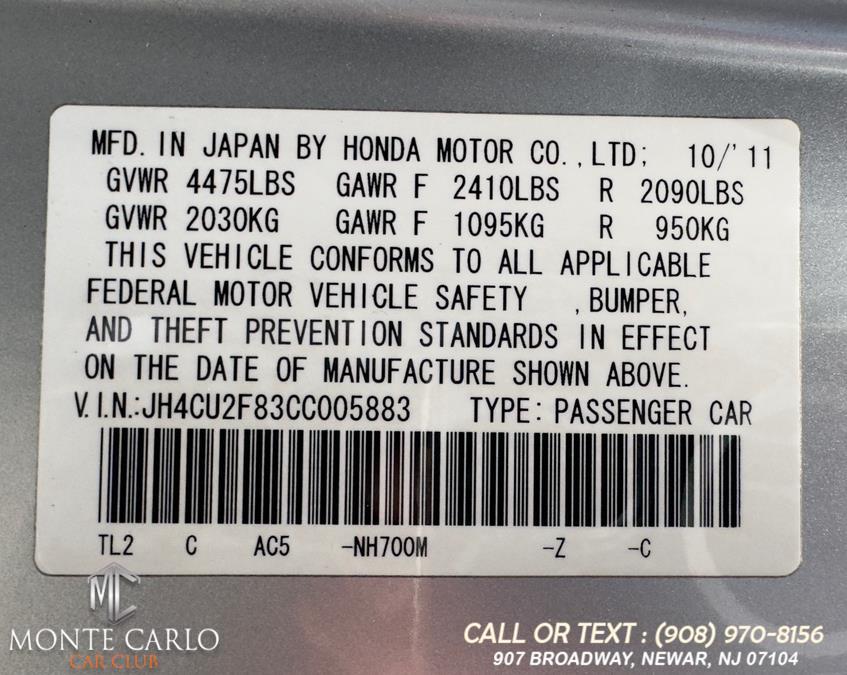 MFD. IN JAPAN BY HONDA MOTOR CO.,LTD; 10/'11
GVWR 4475LBS GAWR F 2410LBS R 2090LBS
GVWR 2030KG GAWR F 1095KG R 950KG
THIS VEHICLE CONFORMS TO ALL APPLICABLE
FEDERAL MOTOR VEHICLE SAFETY ,BUMPER,
AND THEFT PREVENTION STANDARDS IN EFFECT
ON THE DATE OF MANUFACTURE SHOWN ABOVE.
V.I.N.:JH4CU2F83CC005883 TYPE: PASSENGER CAR
TL2 C AC5 -NH700M -Z -C
MC
MONTE CARLO
CAR CLUB
CALL OR TEXT : (908) 970-8156
907 BROADWAY, NEWAR, NJ 07104